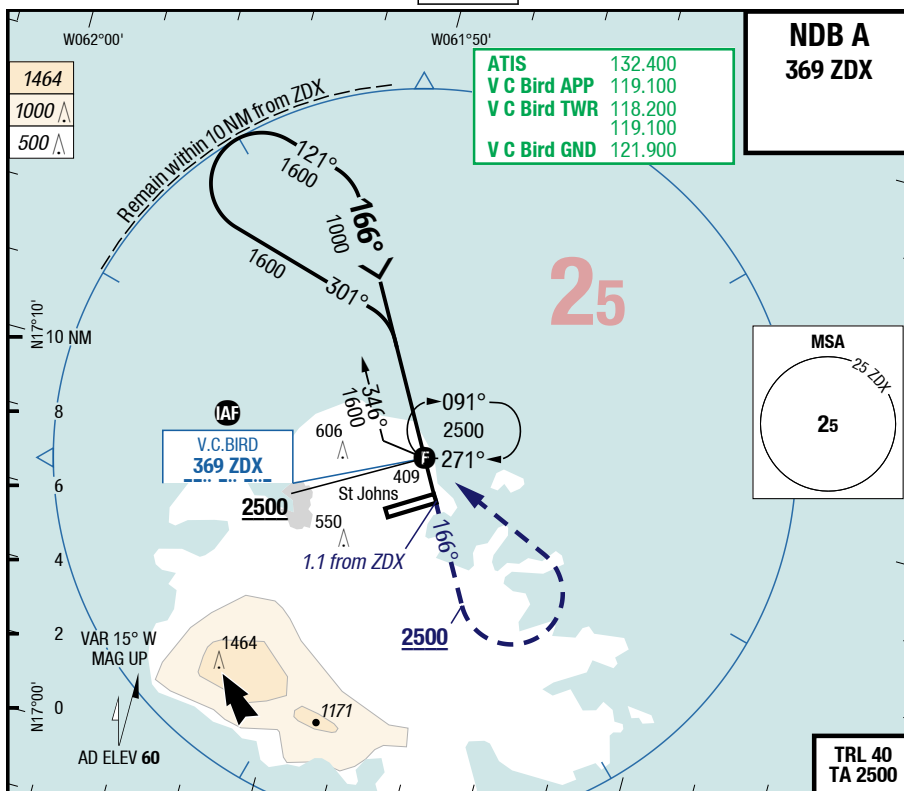 W062°00'
W061°50'
NDB A
369 ZDX
1464
1000
500
ATIS 132.400
V C Bird APP 119.100
V C Bird TWR 118.200
119.100
V C Bird GND 121.900
Remain within 10 NM from ZDX
121°
1600
166°
1000
1600
301°
25
N17°10'
10 NM
MSA
25 ZDX
25
8
346°
1600
091°
2500
271°
IAF
606
V.C.BIRD
369 ZDX
F
409
6
2500
St Johns
550
1.1 from ZDX
166°
4
2500
2
VAR 15° W
MAG UP
1464
1171
N17°00'
0
AD ELEV 60
TRL 40
TA 2500